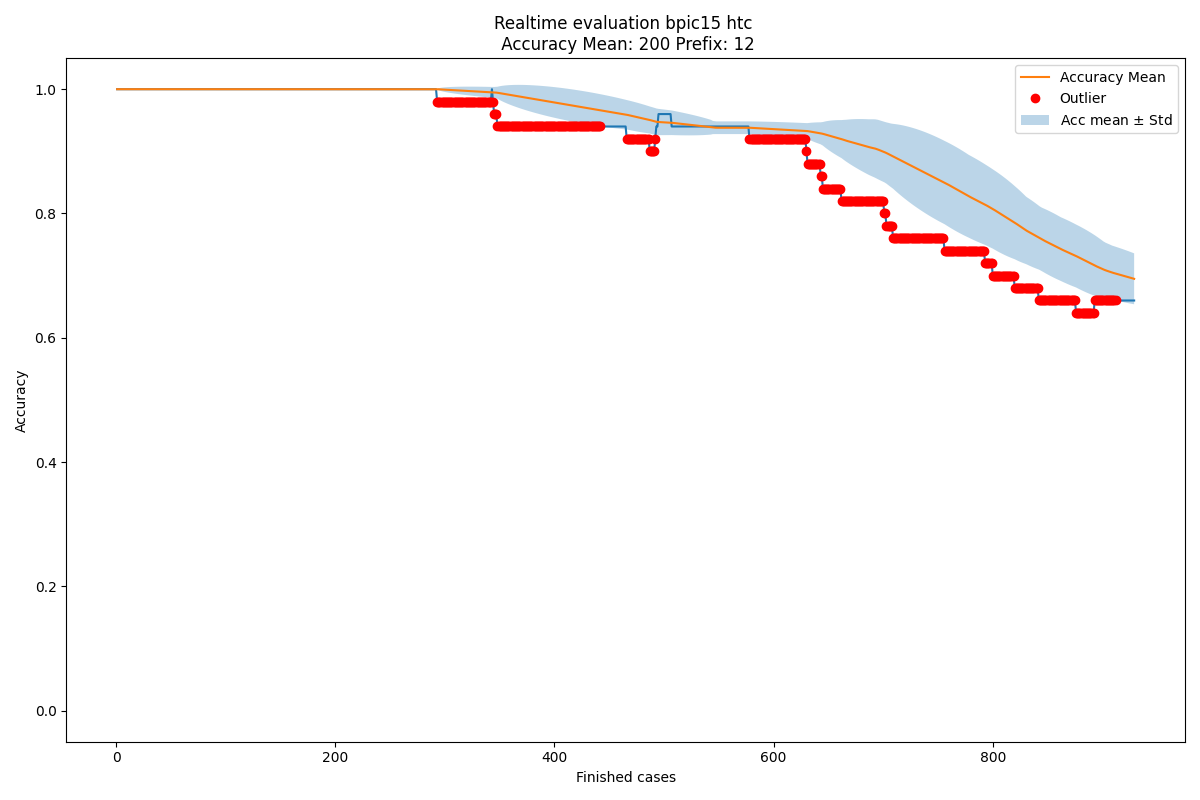 Realtime evaluation bpic15 htc
Accuracy Mean: 200 Prefix: 12
Accuracy Mean
Outlier
Acc mean ± Std
1.0
0.8
0.6
0.4
0.2
0.0
Accuracy
0
200
400
600
800
Finished cases